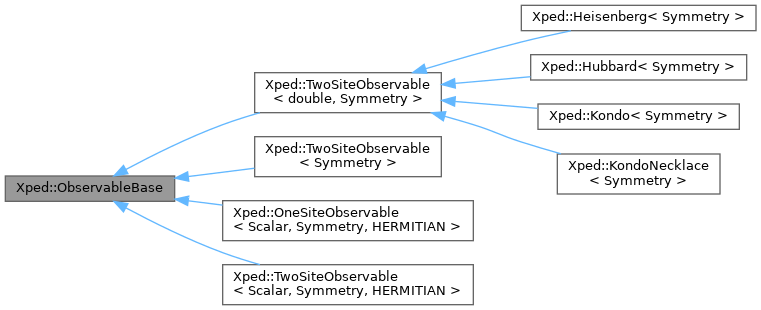 Xped::ObservableBase
Xped::TwoSiteObservable
< double, Symmetry >
Xped::Heisenberg< Symmetry >
Xped::Hubbard< Symmetry >
Xped::Kondo< Symmetry >
Xped::KondoNecklace
< Symmetry >
Xped::TwoSiteObservable
< Symmetry >
Xped::OneSiteObservable
< Scalar, Symmetry, HERMITIAN >
Xped::TwoSiteObservable
< Scalar, Symmetry, HERMITIAN >